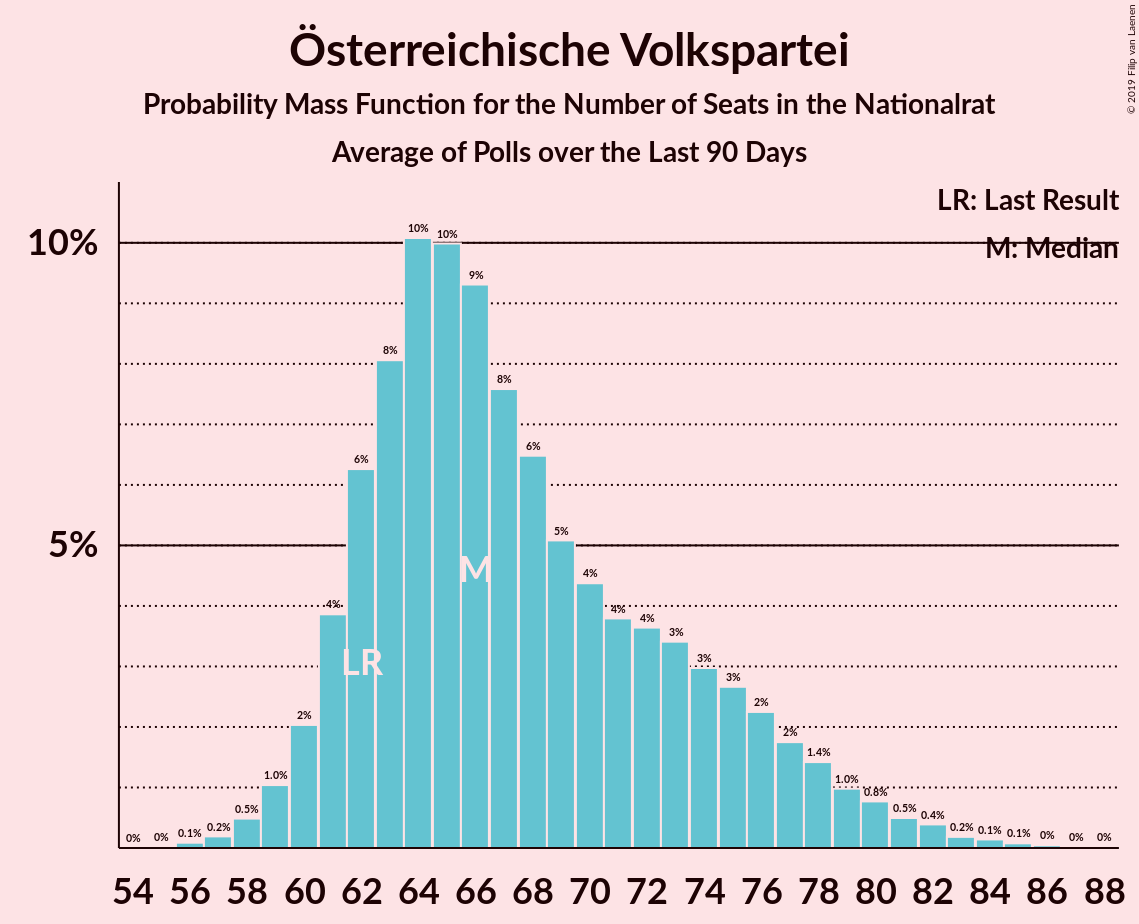 Österreichische Volkspartei
Probability Mass Function for the Number of Seats in the Nationalrat
Average of Polls over the Last 90 Days
© 2019 Filip van Laenen
LR: Last Result
M: Median
10%
5%
0% 0% 0.1% 0.2% 0.5% 1.0% 2% 4% 6% 8% 10% 10% 9% 8% 6% 5% 4% 4% 4% 3% 3% 3% 2% 2% 1.4% 1.0% 0.8% 0.5% 0.4% 0.2% 0.1% 0.1% 0% 0% 0%
M
LR
54 56 58 60 62 64 66 68 70 72 74 76 78 80 82 84 86 88